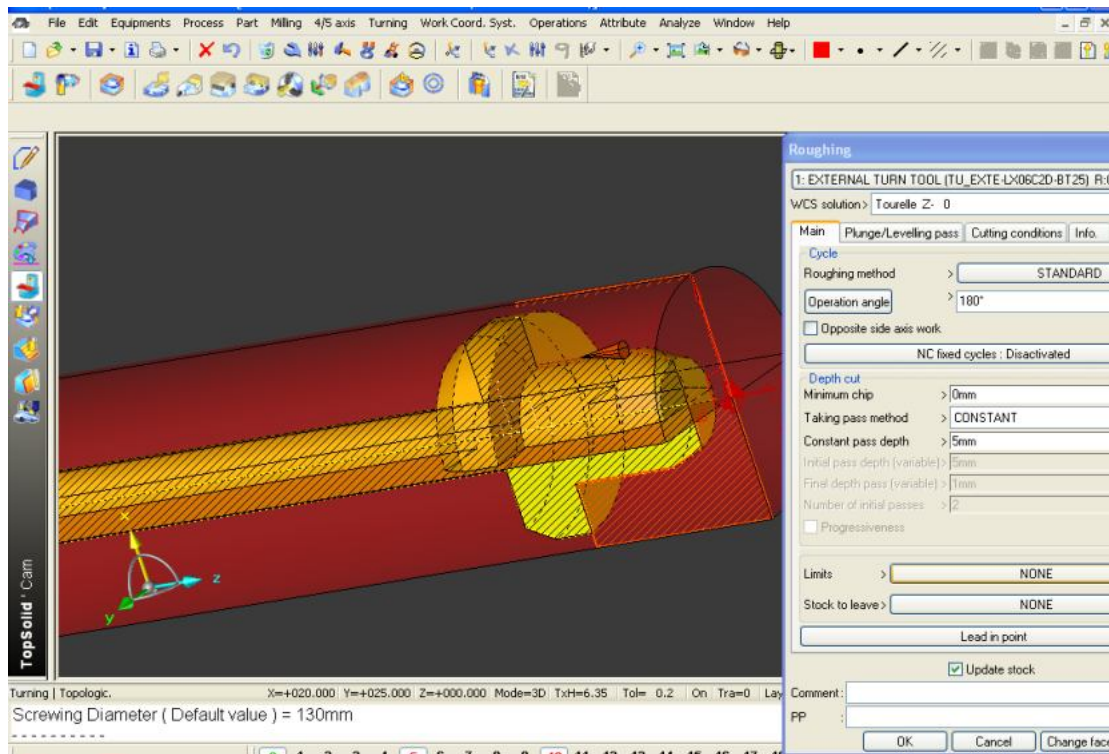 File Edit Equipments Process Part Milling 4/5 axis Turning Work Coord. Syst. Operations Attribute Analyze Window Help
Roughing
1: EXTERNAL TURN TOOL (TU_EXTE-LX06C2D-BT25)
WCS solution > Tourelle Z- 0
Main Plunge/Levelling pass Cutting conditions Info.
Cycle
Roughing method > STANDARD
Operation angle > 180°
Opposite side axis work
NC fixed cycles : Disactivated
Depth cut
Minimum chip > 0mm
Taking pass method > CONSTANT
Constant pass depth > 5mm
Initial pass depth (variable) > 5mm
Final depth pass (variable) > 1mm
Number of initial passes > 2
Progressiveness
Limits > NONE
Stock to leave > NONE
Lead in point
Update stock
Comment:
PP :
OK Cancel Change
x
y
z
TopSolid'Cam
Turning | Topologic. X=+020.000 Y=+025.000 Z=+000.000 Mode=3D TxH=6.35 Tol= 0.2 On Tra=0 Lay
Screwing Diameter ( Default value ) = 130mm
----------